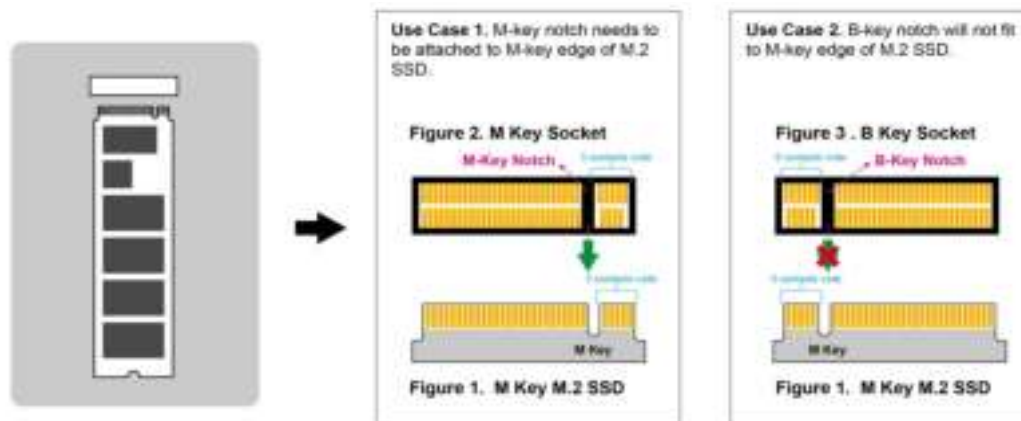 Use Case 1. M-key notch needs to
be attached to M-key edge of M.2
SSD.
Figure 2. M Key Socket
M-Key Notch
M Key
Figure 1. M Key M.2 SSD
Use Case 2. B-key notch will not fit
to M-key edge of M.2 SSD.
Figure 3 . B Key Socket
B-Key Notch
M Key
Figure 1. M Key M.2 SSD